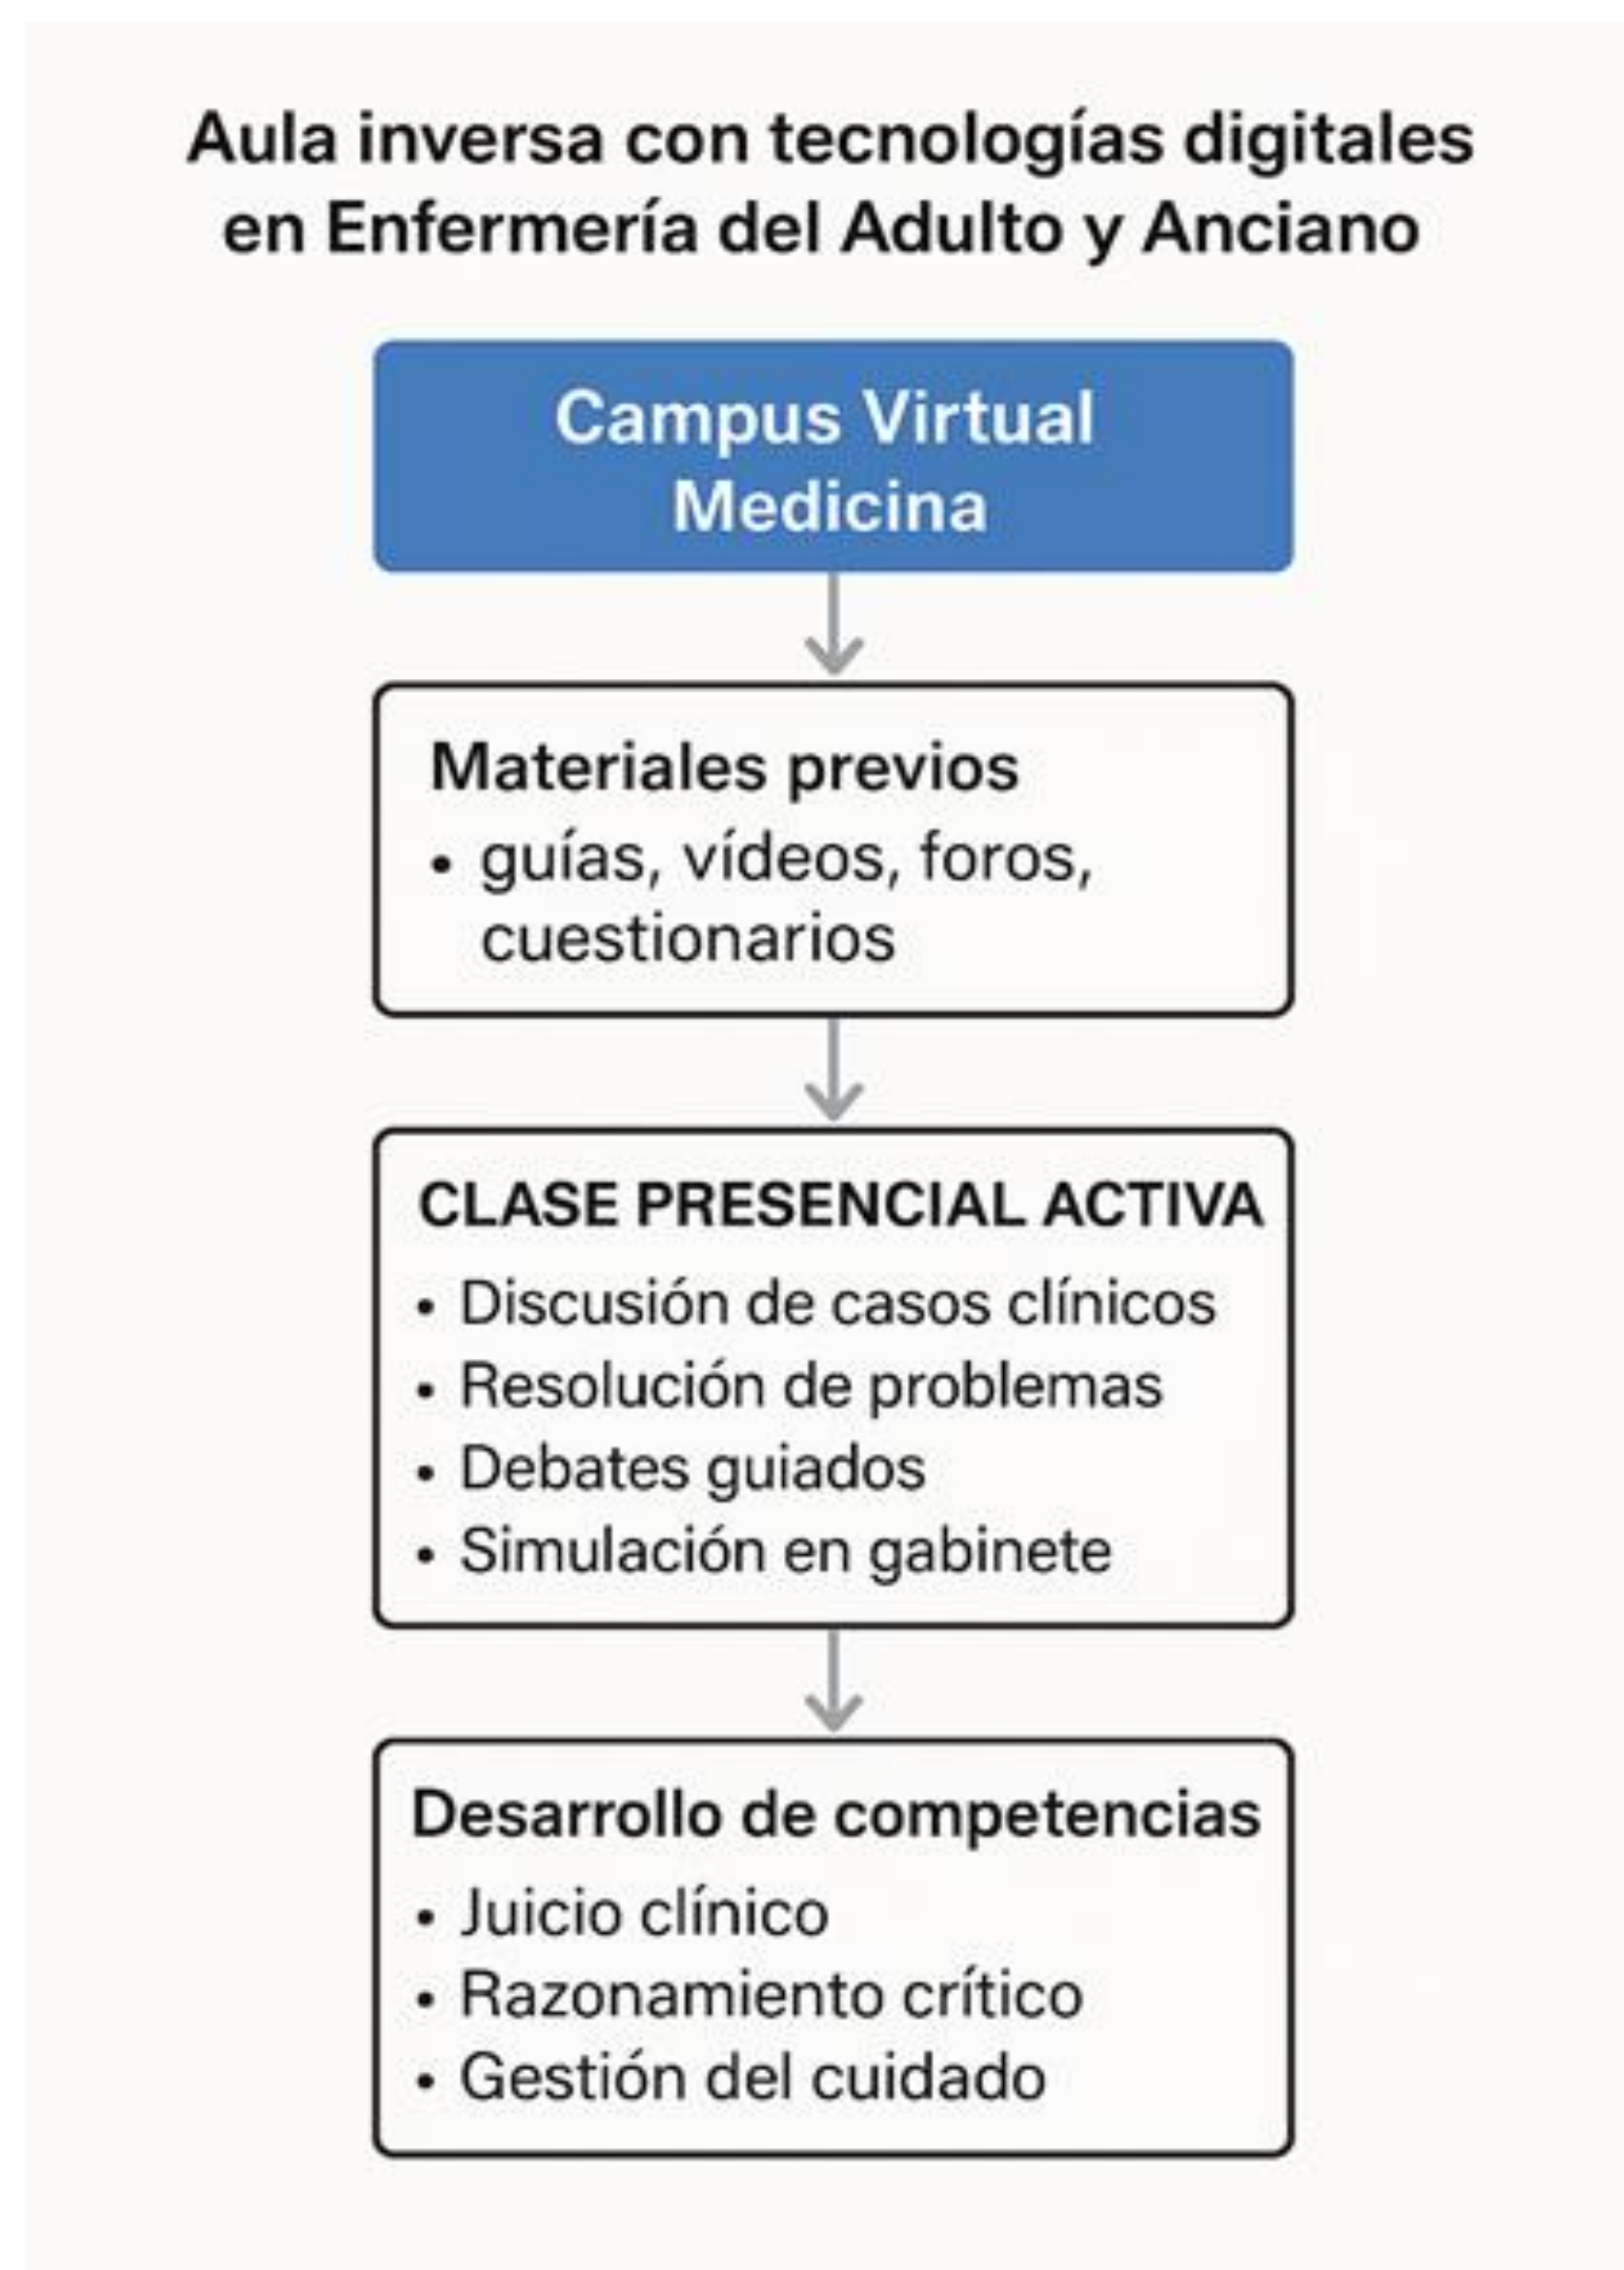 Aula inversa con tecnologías digitales
en Enfermería del Adulto y Anciano
Campus Virtual
Medicina
Materiales previos
• guías, vídeos, foros,
cuestionarios
CLASE PRESENCIAL ACTIVA
• Discusión de casos clínicos
• Resolución de problemas
• Debates guiados
• Simulación en gabinete
Desarrollo de competencias
• Juicio clínico
• Razonamiento crítico
• Gestión del cuidado